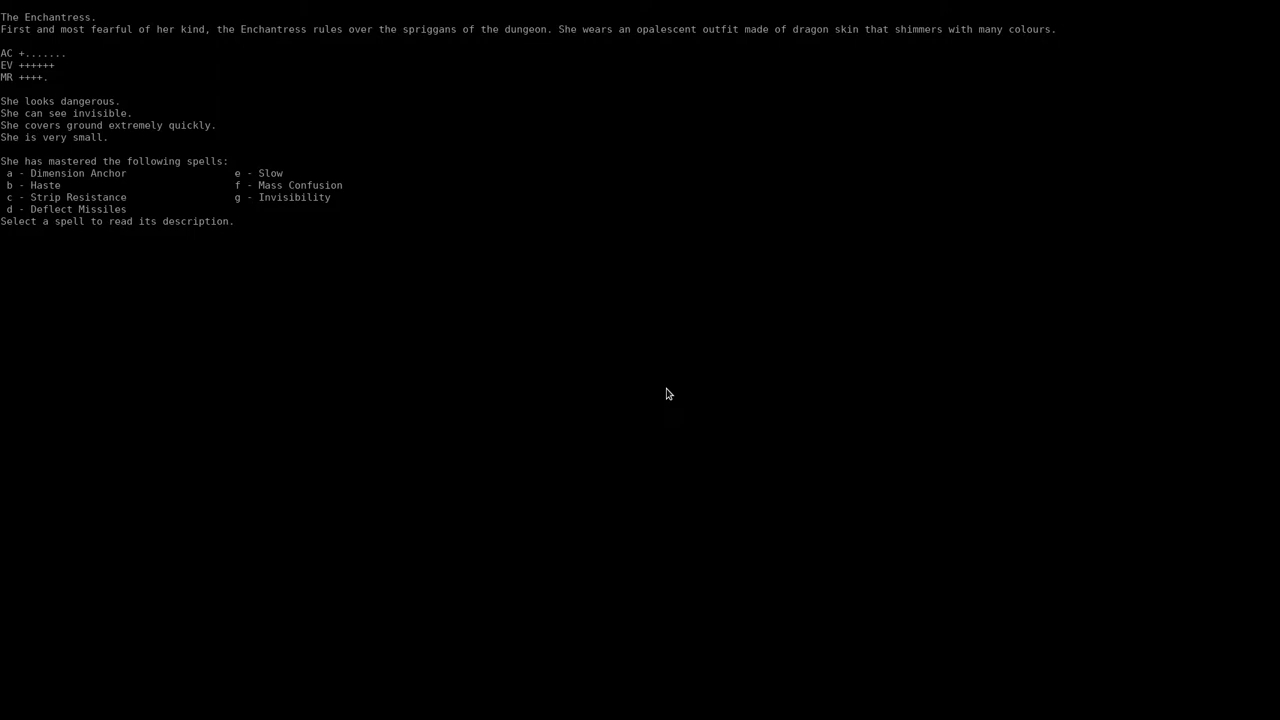 The Enchantress.
First and most fearful of her kind, the Enchantress rules over the spriggans of the dungeon. She wears an opalescent outfit made of dragon skin that shimmers with many colours.
AC +.......
EV ++++++
MR ++++.
She looks dangerous.
She can see invisible.
She covers ground extremely quickly.
She is very small.
She has mastered the following spells:
a - Dimension Anchor e - Slow
b - Haste f - Mass Confusion
c - Strip Resistance g - Invisibility
d - Deflect Missiles
Select a spell to read its description.